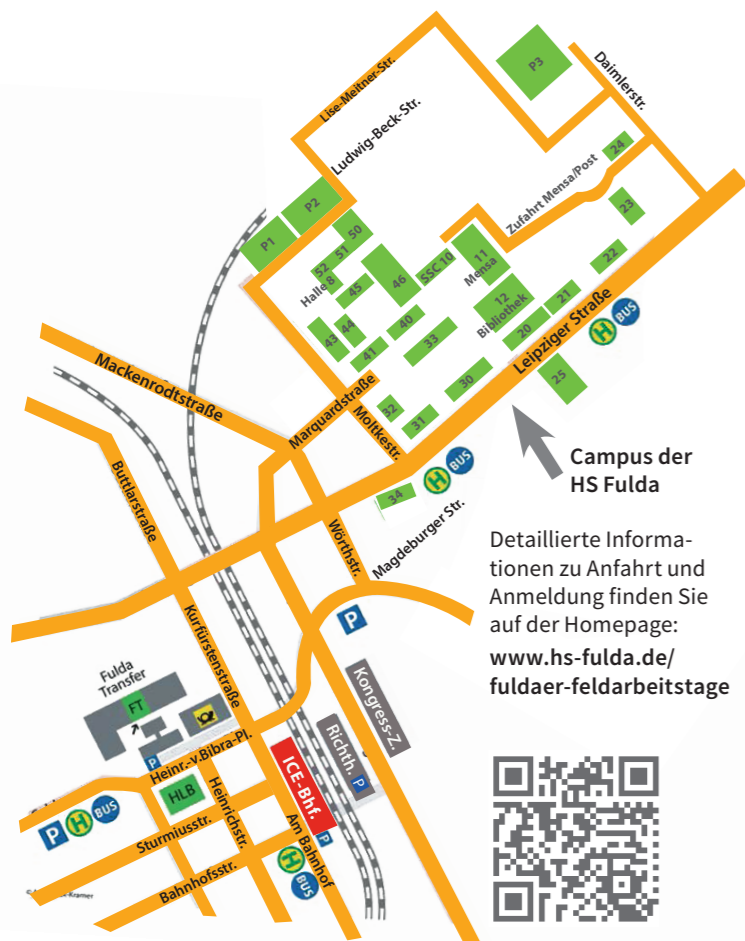 P3
Daimlerstr.
Lise-Meitner-Str.
Ludwig-Beck-Str.
24
Zufahrt Mensa/Post
P2
P1
23
50
51
52
Halle 8
46
SSC 10
11
Mensa
22
45
12
Bibliothek
21
20
Leipziger Straße
H BUS
43
44
40
33
41
25
30
Mackenrodtstraße
Marquardstraße
32
31
Moltkestr.
Campus der
HS Fulda
H BUS
34
Buttlarstraße
Wörthstr.
Magdeburger Str.
Detaillierte Informa-
tionen zu Anfahrt und
Anmeldung finden Sie
auf der Homepage:
www.hs-fulda.de/
fuldaer-feldarbeitstage
P
Kurfürstenstraße
Fulda
Transfer
FT
Kongress-Z.
Richth.
P
P
Heinr.-v.Bibra-Pl.
ICE-Bhf.
HLB
Heinrichstr.
P H BUS
Sturmiusstr.
Am Bahnhof
P
Bahnhofsstr.
H BUS